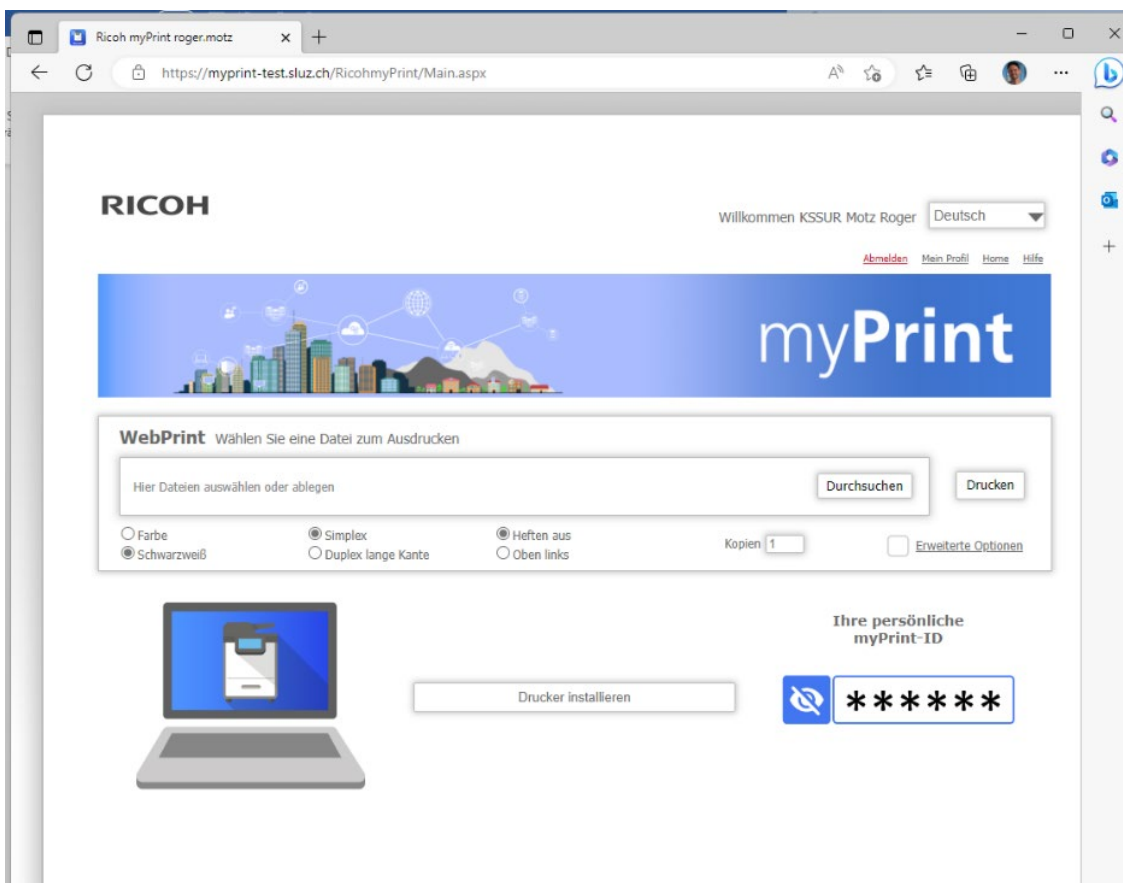 Ricoh myPrint roger.motz
https://myprint-test.sluz.ch/RicohmyPrint/Main.aspx
RICOH
Willkommen KSSUR Motz Roger Deutsch
Abmelden Mein Profil Home Hilfe
myPrint
WebPrint Wählen Sie eine Datei zum Ausdrucken
Hier Dateien auswählen oder ablegen Durchsuchen Drucken
Farbe Simplex Heften aus
Kopien 1 Erweiterte Optionen
Schwarzweiß Duplex lange Kante Oben links
Ihre persönliche
myPrint-ID
Drucker installieren ******